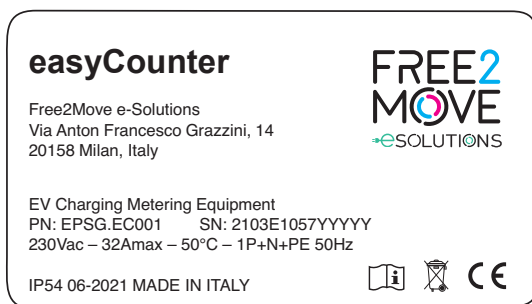 easyCounter
FREE2
MOVE
eSOLUTIONS
Free2Move e-Solutions
Via Anton Francesco Grazzini, 14
20158 Milan, Italy
EV Charging Metering Equipment
PN: EPSG.EC001 SN: 2103E1057YYYYY
230Vac – 32Amax – 50°C – 1P+N+PE 50Hz
IP54 06-2021 MADE IN ITALY
i CE